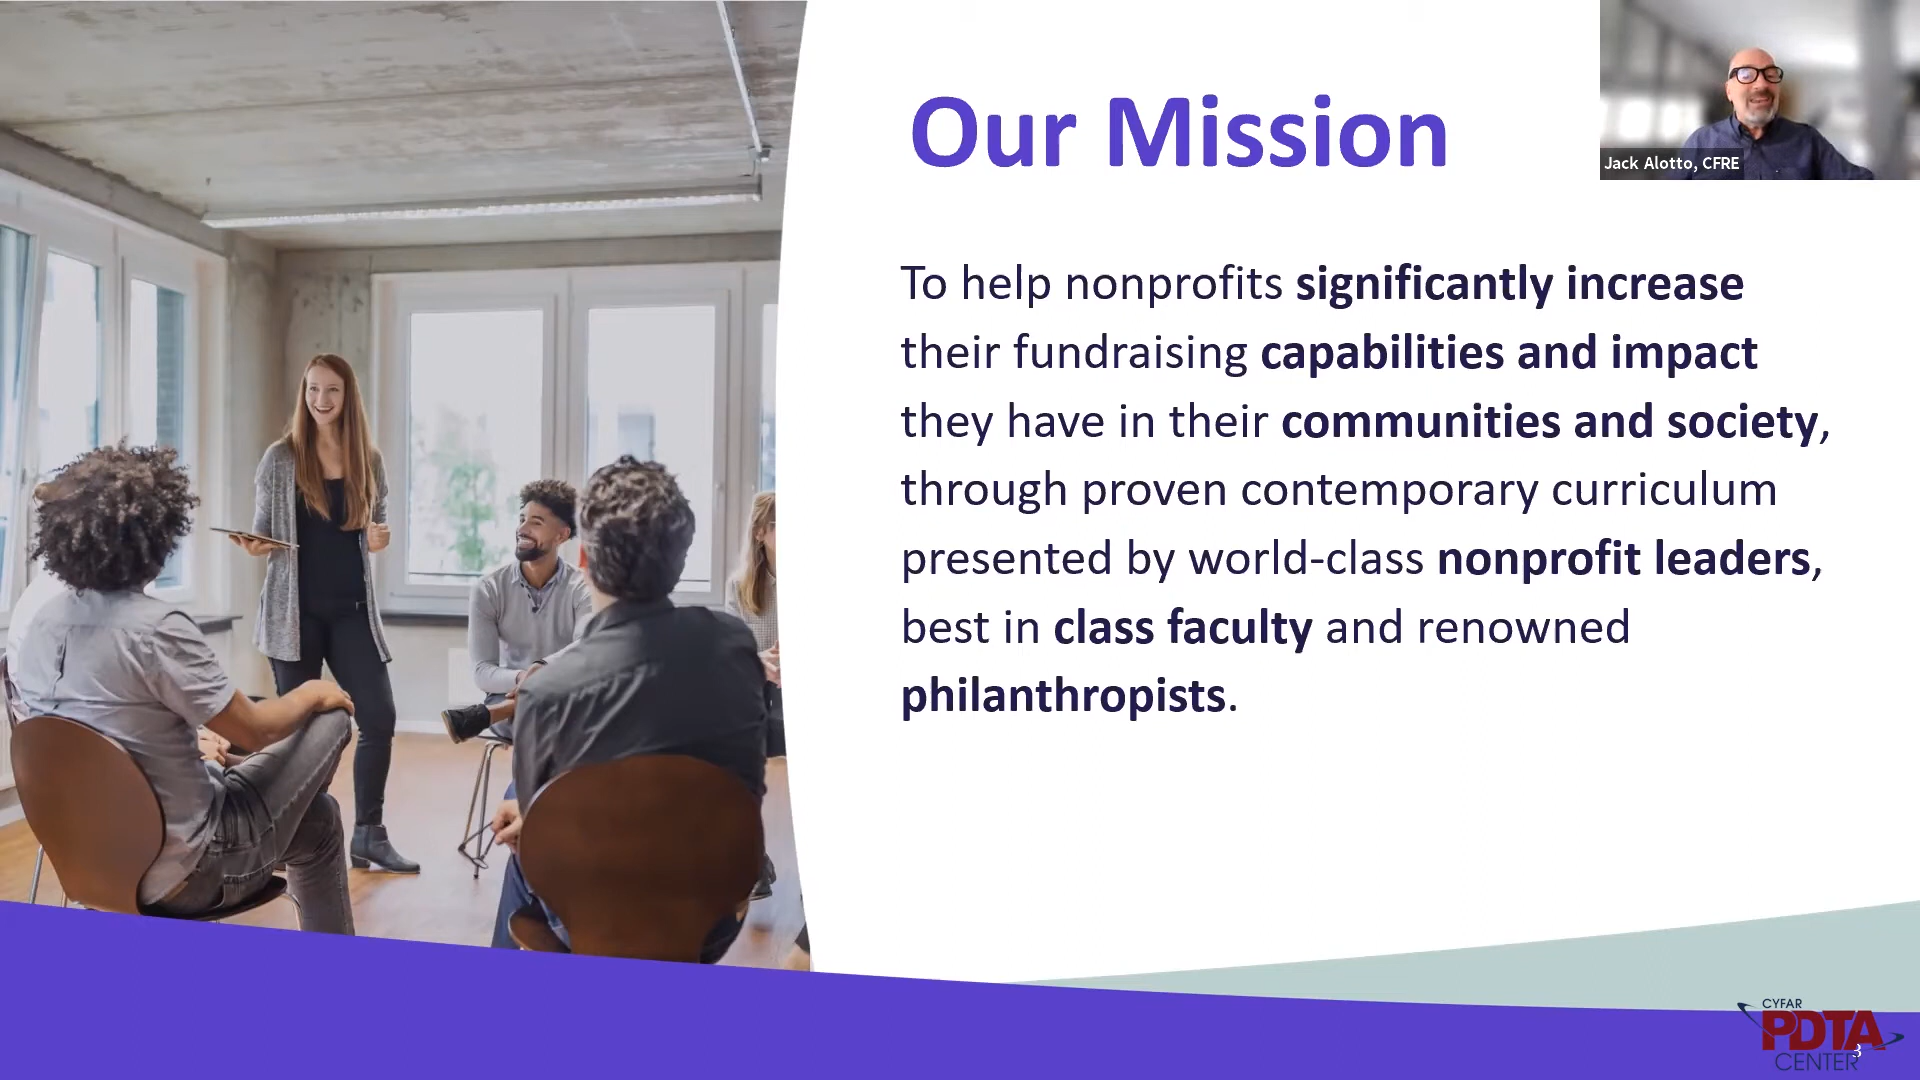 Our Mission
Jack Alotto, CFRE
To help nonprofits significantly increase
their fundraising capabilities and impact
they have in their communities and society,
through proven contemporary curriculum
presented by world-class nonprofit leaders,
best in class faculty and renowned
philanthropists.
CYFAR
PDTA
CENTER
3